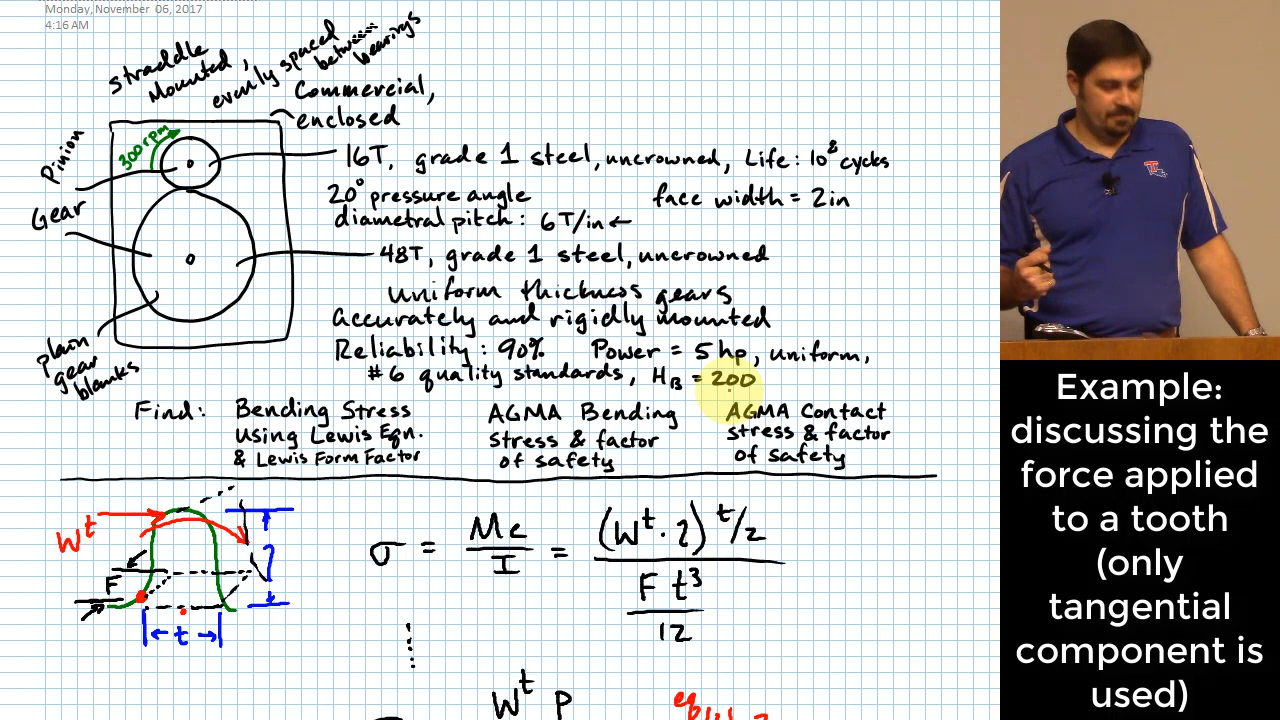 Monday, November 06, 2017
4:16 AM
straddle
Mounted,
evenly spaced
between
bearings
Commercial,
enclosed
Pinion
300 rpm
16T, grade 1 steel, uncrowned, Life: 10⁸ cycles
20° pressure angle
face width = 2in
diametral pitch: 6T/in ←
Gear
48T, grade 1 steel, uncrowned
uniform thickness gears
accurately and rigidly mounted
plain
gear
blanks
Reliability: 90% Power = 5 hp, uniform,
#6 quality standards, H_B = 200
Find: Bending Stress
using Lewis Eqn.
& Lewis Form Factor
AGMA Bending
stress & factor
of safety
AGMA Contact
stress & factor
of safety
Wᵗ
F
l
t
σ = Mc/I = (Wᵗ · l) t/2 / (F t³/12)
Wᵗ P
Example:
discussing the
force applied
to a tooth
(only
tangential
component is
used)